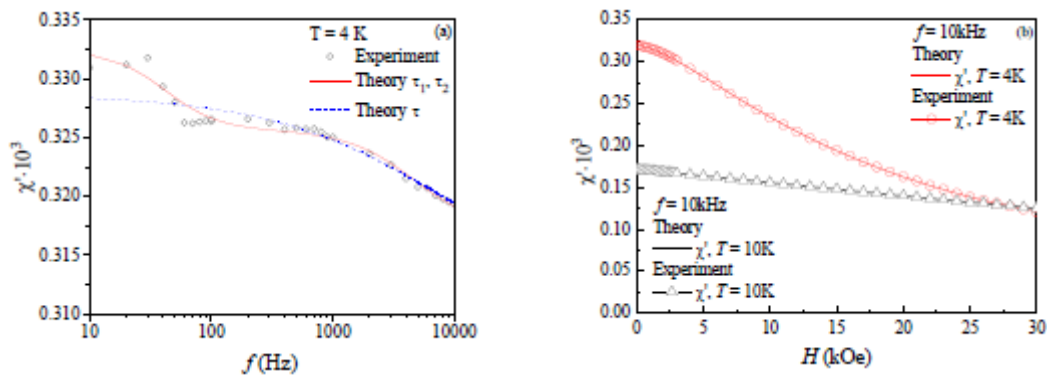 T = 4 K
(a)
Experiment
Theory τ₁, τ₂
Theory τ
0.335
0.330
0.325
0.320
0.315
0.310
χ'·10³
10
100
1000
10000
f (Hz)
f = 10kHz
(b)
Theory
χ', T = 4K
Experiment
χ', T = 4K
f = 10kHz
Theory
χ', T = 10K
Experiment
χ', T = 10K
0.35
0.30
0.25
0.20
0.15
0.10
0.05
0.00
χ'·10³
0
5
10
15
20
25
30
H (kOe)